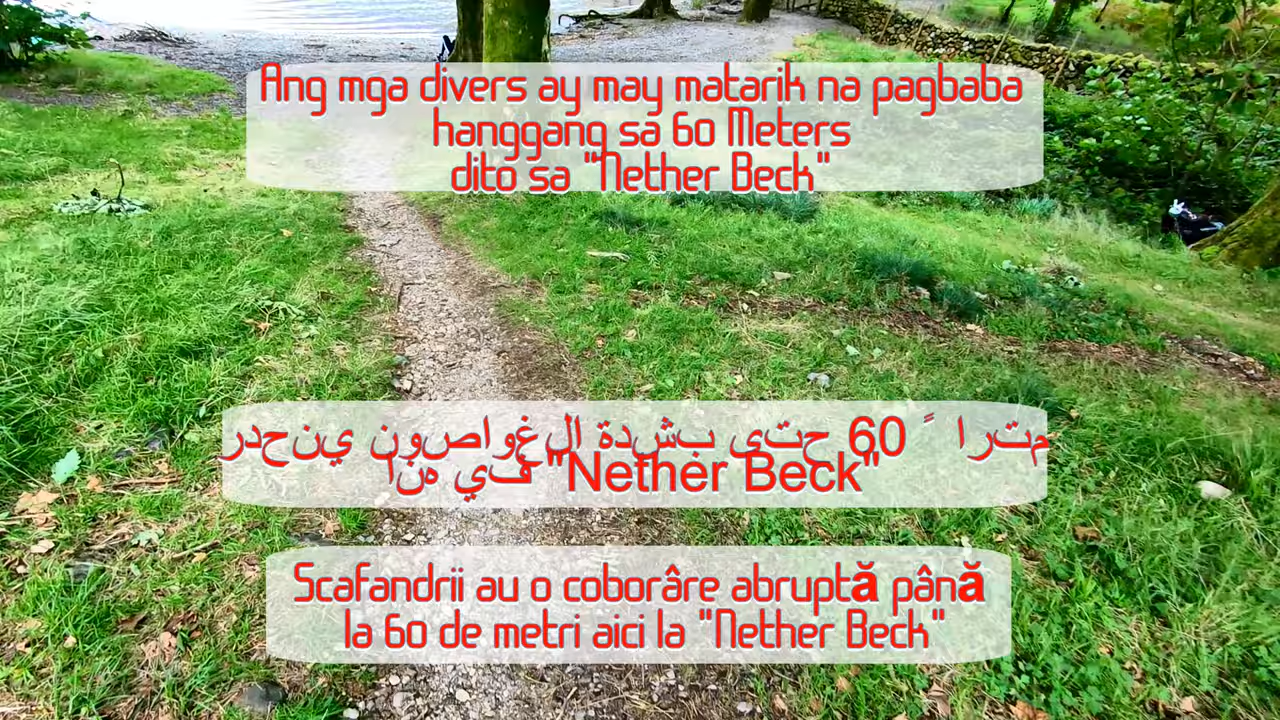 Ang mga divers ay may matarik na pagbaba
hanggang sa 60 Meters
dito sa "Nether Beck"
ينحدر الغواصون بشدة حتى 60 متراً
هنا في "Nether Beck"
Scafandrii au o coborâre abruptă până
la 60 de metri aici la "Nether Beck"